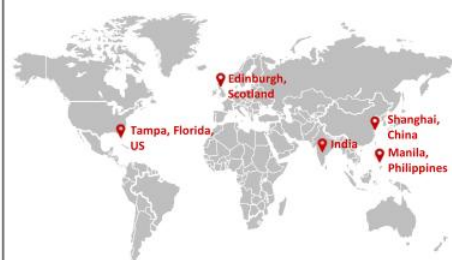 Edinburgh,
Scotland
Tampa, Florida,
US
Shanghai,
China
India
Manila,
Philippines